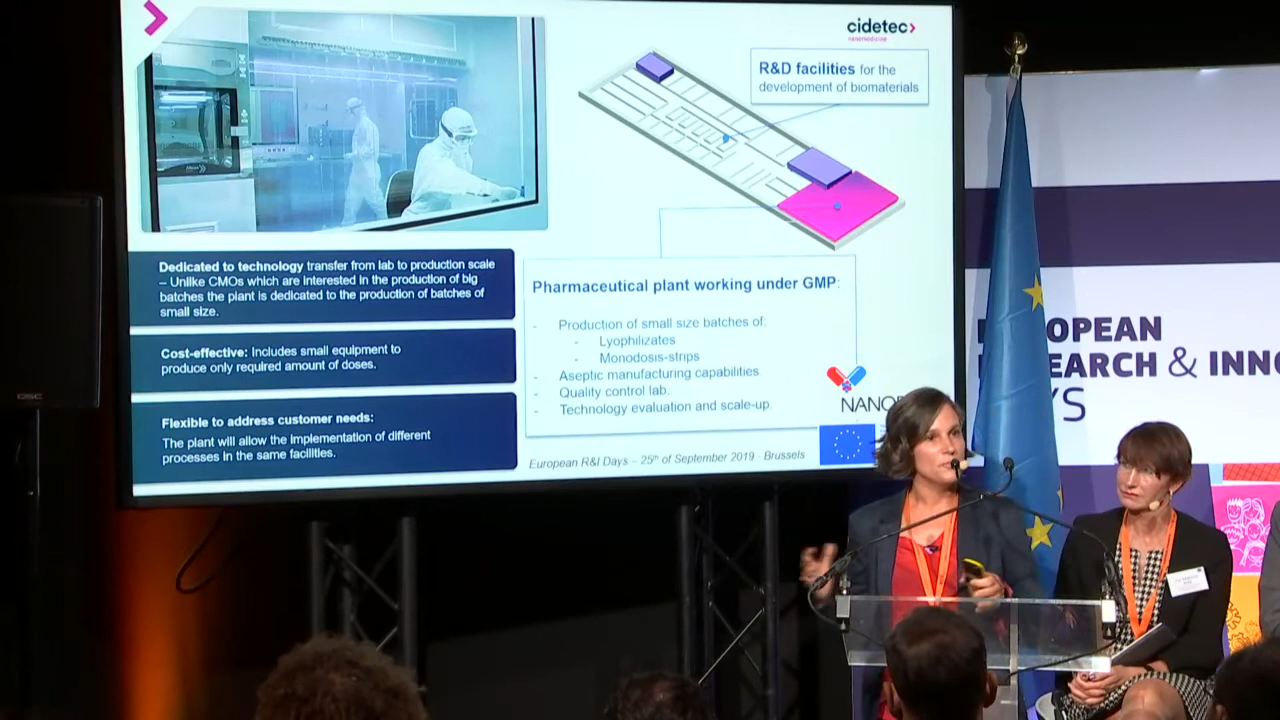 cidetec>
nanomedicine
R&D facilities for the
development of biomaterials
Dedicated to technology transfer from lab to production scale
– Unlike CMOs which are interested in the production of big
batches the plant is dedicated to the production of batches of
small size.
Cost-effective: Includes small equipment to
produce only required amount of doses.
Flexible to address customer needs:
The plant will allow the implementation of different
processes in the same facilities.
Pharmaceutical plant working under GMP:
- Production of small size batches of:
- Lyophilizates
- Monodosis-strips
- Aseptic manufacturing capabilities.
- Quality control lab.
- Technology evaluation and scale-up.
NANOP
European R&I Days – 25th of September 2019 - Brussels
OPEAN
EARCH & INNO
YS